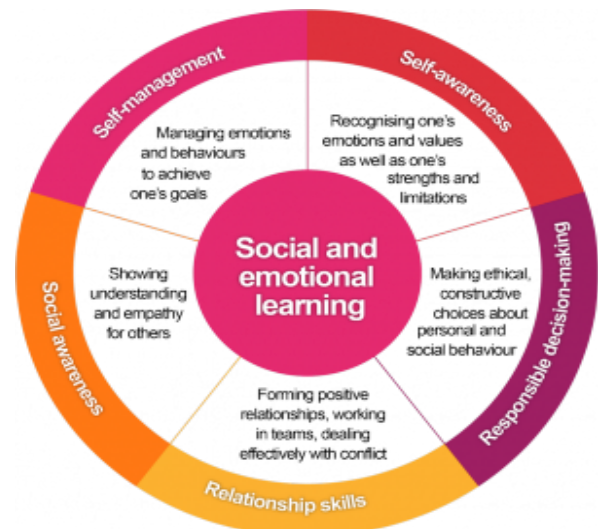 Self-management
Managing emotions
and behaviours
to achieve
one's goals
Self-awareness
Recognising one's
emotions and values
as well as one's
strengths and
limitations
Social and
emotional
learning
Showing
understanding
and empathy
for others
Social awareness
Making ethical,
constructive
choices about
personal and
social behaviour
Responsible decision-making
Forming positive
relationships, working
in teams, dealing
effectively with conflict
Relationship skills